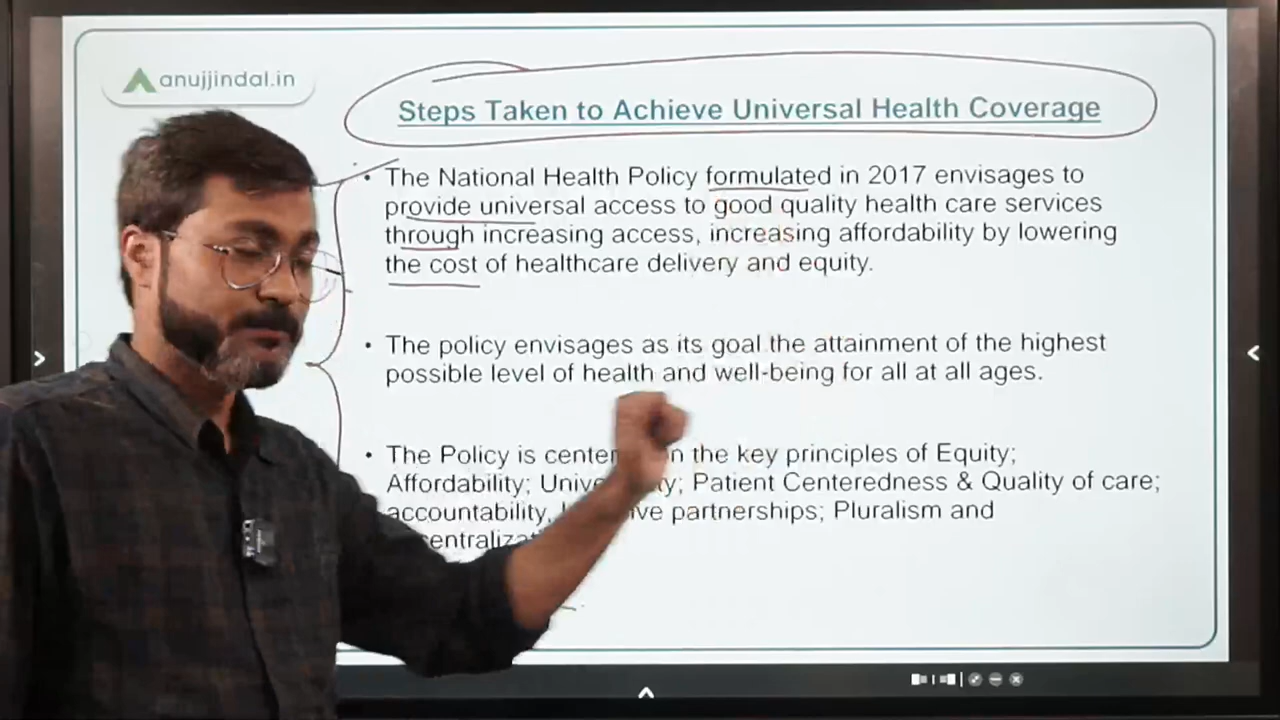 anujjindal.in
Steps Taken to Achieve Universal Health Coverage
• The National Health Policy formulated in 2017 envisages to
provide universal access to good quality health care services
through increasing access, increasing affordability by lowering
the cost of healthcare delivery and equity.
• The policy envisages as its goal the attainment of the highest
possible level of health and well-being for all at all ages.
• The Policy is the key principles of Equity;
Affordability; Patient Centeredness & Quality of care;
accountability, partnerships; Pluralism and